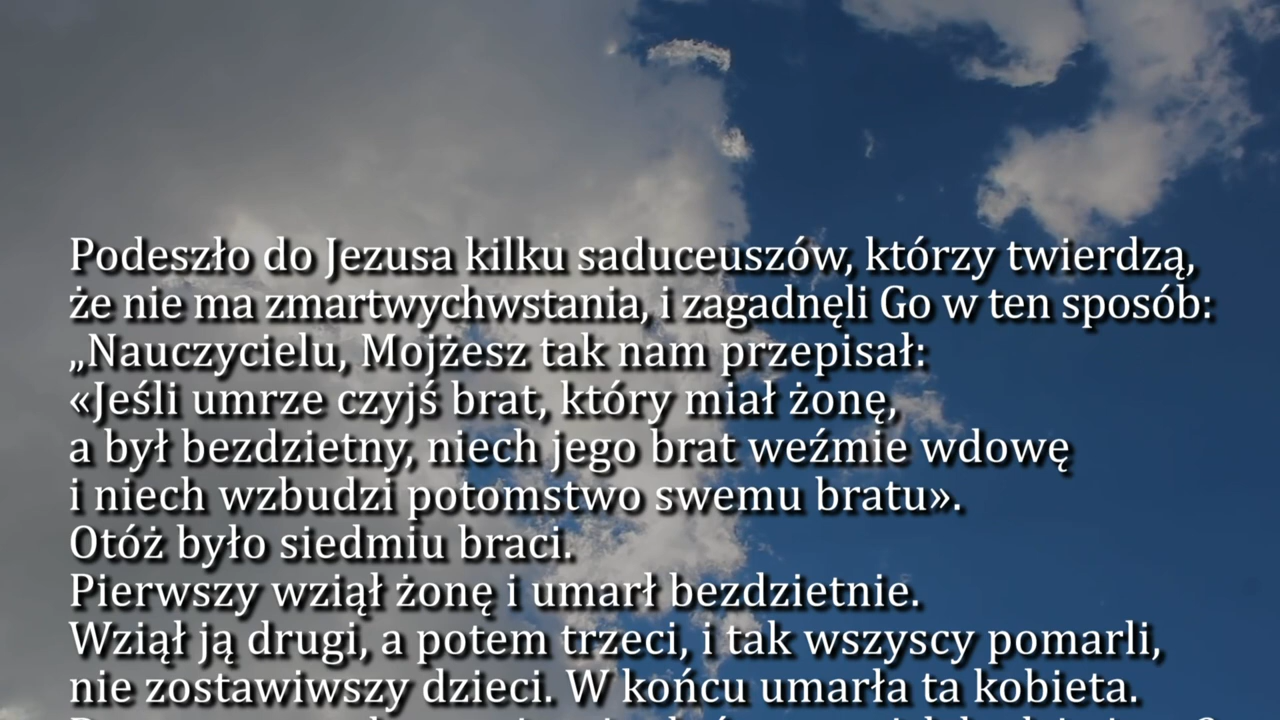 Podeszło do Jezusa kilku saduceuszów, którzy twierdzą,
że nie ma zmartwychwstania, i zagadnęli Go w ten sposób:
„Nauczycielu, Mojżesz tak nam przepisał:
«Jeśli umrze czyjś brat, który miał żonę,
a był bezdzietny, niech jego brat weźmie wdowę
i niech wzbudzi potomstwo swemu bratu».
Otóż było siedmiu braci.
Pierwszy wziął żonę i umarł bezdzietnie.
Wziął ją drugi, a potem trzeci, i tak wszyscy pomarli,
nie zostawiwszy dzieci. W końcu umarła ta kobieta.